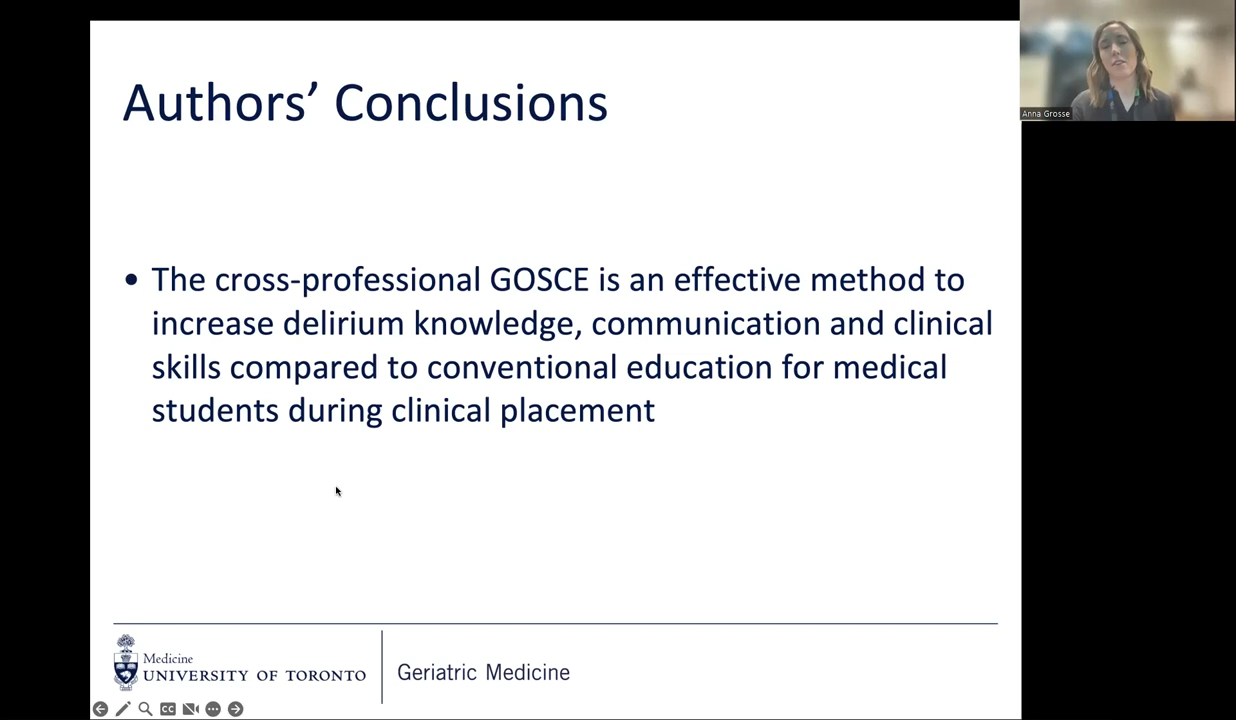 Authors’ Conclusions
Anna Grosse
• The cross-professional GOSCE is an effective method to
increase delirium knowledge, communication and clinical
skills compared to conventional education for medical
students during clinical placement
Medicine
UNIVERSITY OF TORONTO
Geriatric Medicine
CC